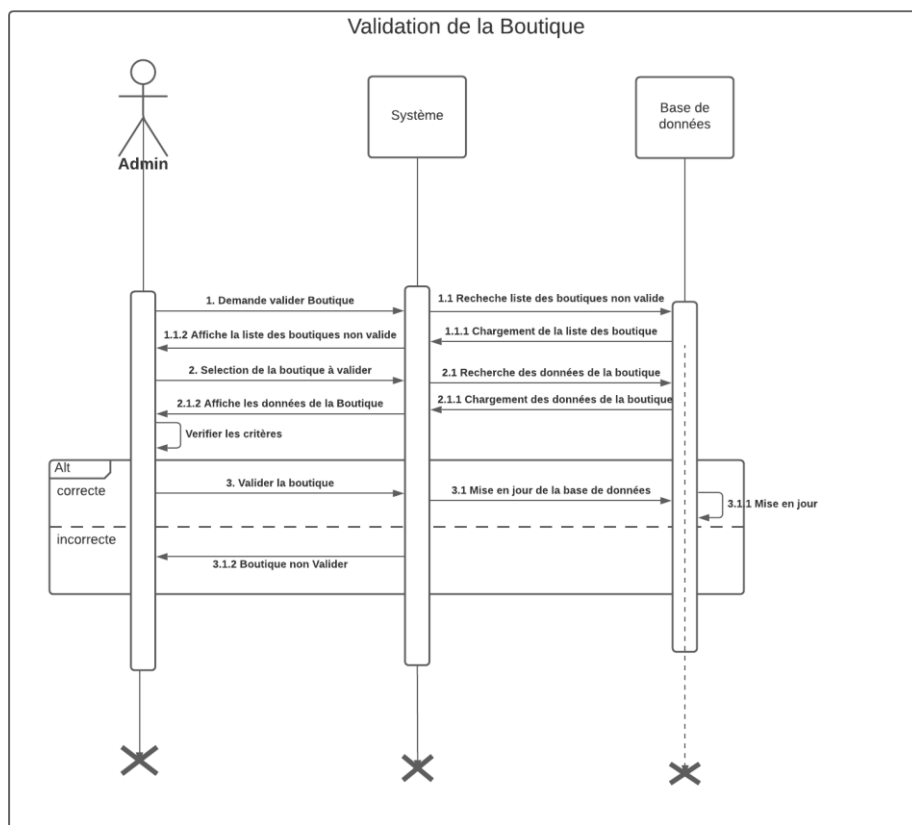 Validation de la Boutique
Admin
Système
Base de
données
1. Demande valider Boutique
1.1 Recheche liste des boutiques non valide
1.1.1 Chargement de la liste des boutique
1.1.2 Affiche la liste des boutiques non valide
2. Selection de la boutique à valider
2.1 Recherche des données de la boutique
2.1.1 Chargement des données de la boutique
2.1.2 Affiche les données de la Boutique
Verifier les critères
Alt
correcte
3. Valider la boutique
3.1 Mise en jour de la base de données
3.1.1 Mise en jour
incorrecte
3.1.2 Boutique non Valider